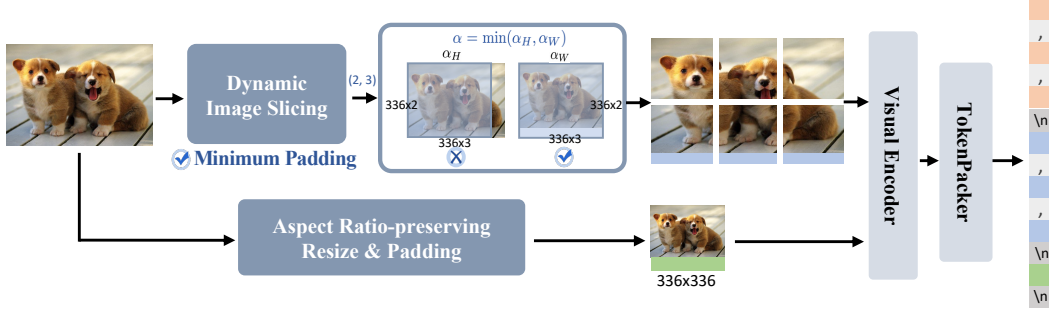 α = min(α_H, α_W)
α_H
α_W
Dynamic
Image Slicing
(2, 3)
336x2
336x2
336x3
336x3
Minimum Padding
Aspect Ratio-preserving
Resize & Padding
336x336
Visual Encoder
TokenPacker
,
,
\n
,
,
\n
\n